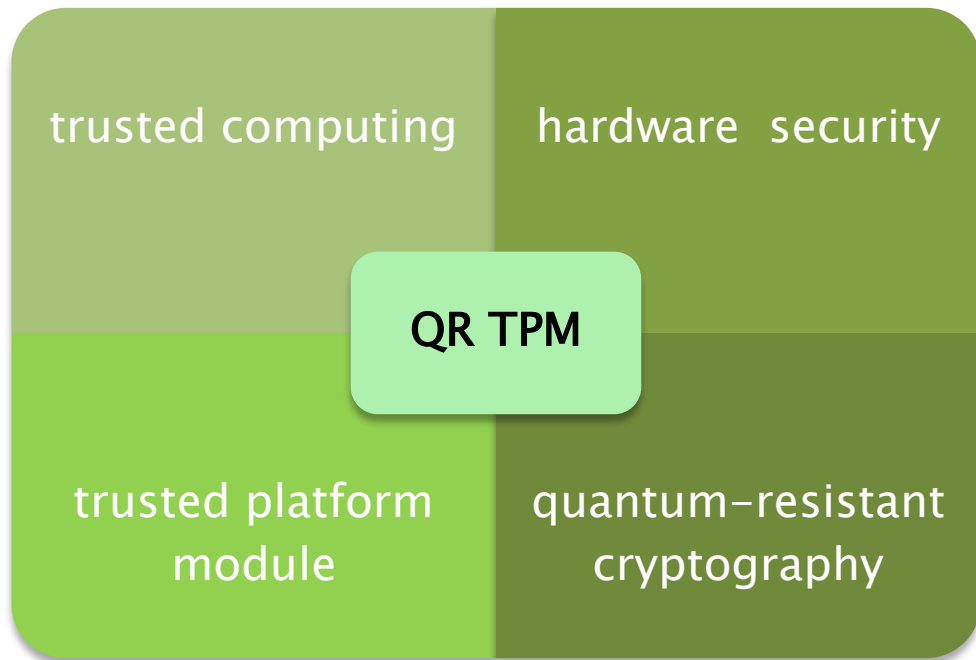 trusted computing
hardware  security
QR TPM
trusted platform
module
quantum-resistant
cryptography